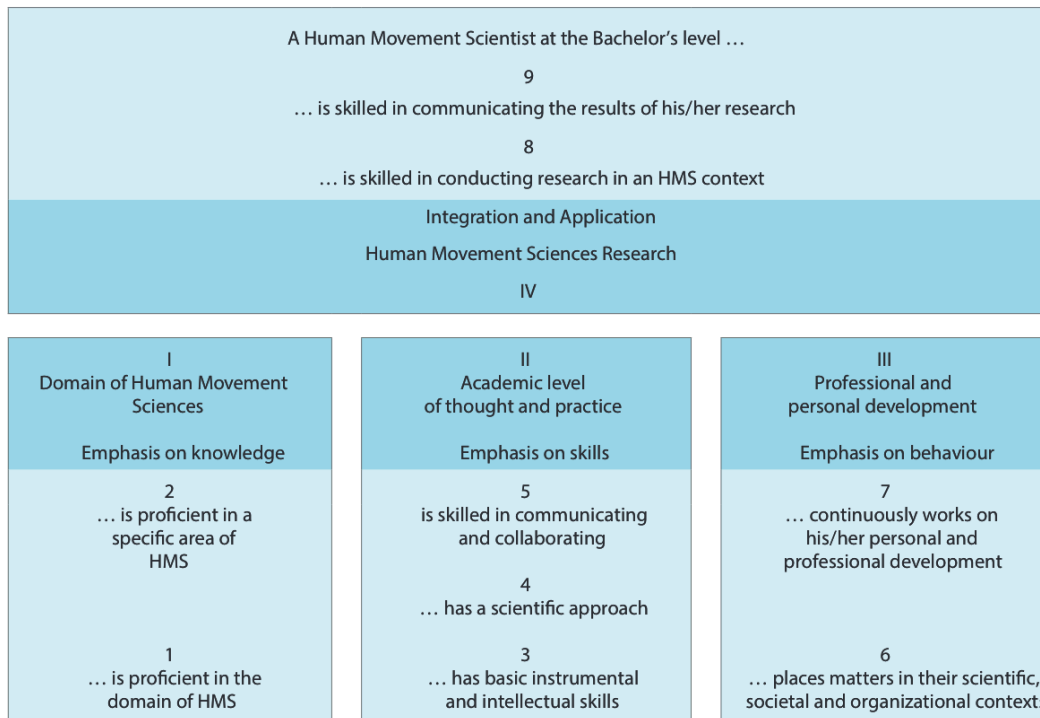 A Human Movement Scientist at the Bachelor's level …
9
… is skilled in communicating the results of his/her research
8
… is skilled in conducting research in an HMS context
Integration and Application
Human Movement Sciences Research
IV
I
Domain of Human Movement
Sciences
Emphasis on knowledge
2
… is proficient in a
specific area of
HMS
1
… is proficient in the
domain of HMS
II
Academic level
of thought and practice
Emphasis on skills
5
is skilled in communicating
and collaborating
4
… has a scientific approach
3
… has basic instrumental
and intellectual skills
III
Professional and
personal development
Emphasis on behaviour
7
… continuously works on
his/her personal and
professional development
6
… places matters in their scientific,
societal and organizational contexts